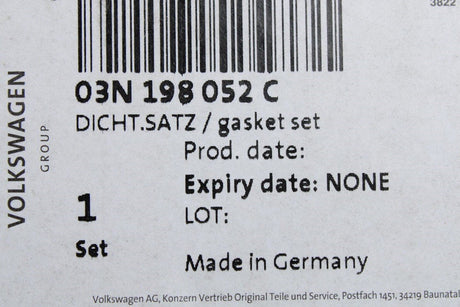 3822
03N 198 052 C
DICHT.SATZ / gasket set
Prod. date:
Expiry date: NONE
1
LOT:
Set
Made in Germany
VOLKSWAGEN
GROUP
Volkswagen AG, Konzern Vertrieb Original Teile und Service, Postfach 1451, 34219 Baunatal